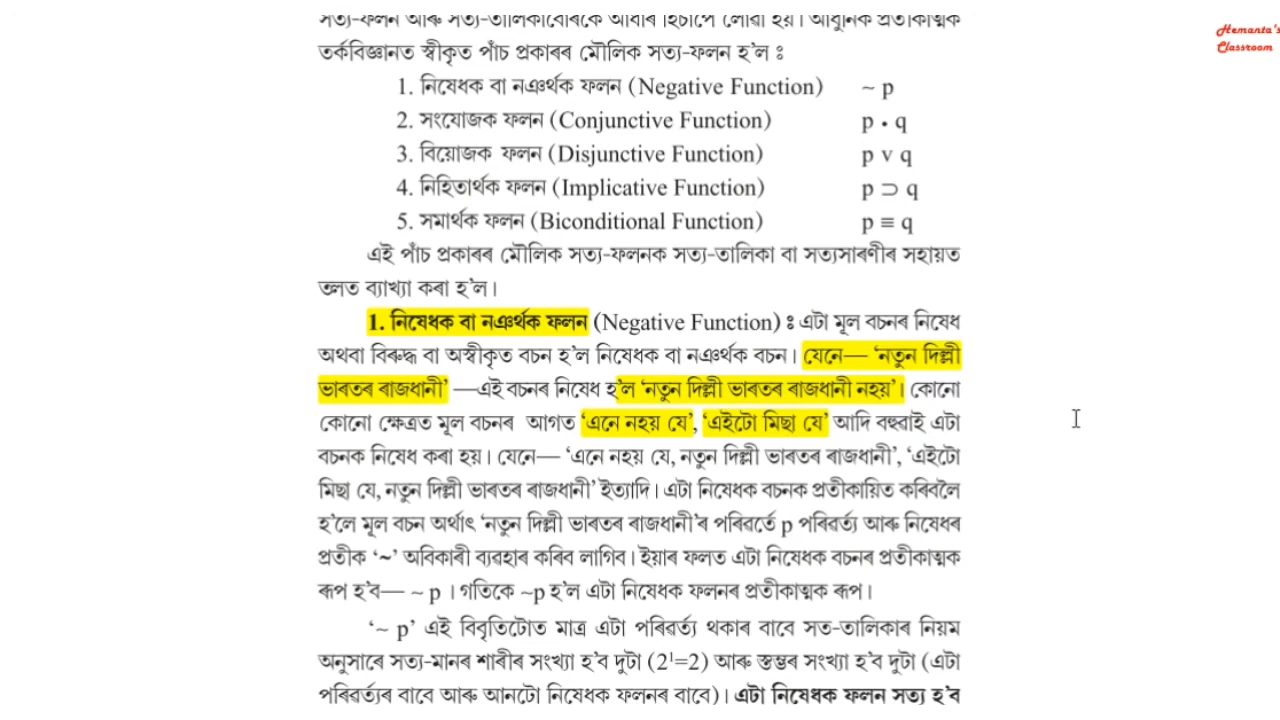 সত্য-ফলন আৰু সত্য-তালিকাবোৰকে আধাৰ হিচাপে লোৱা হয়। আধুনিক প্ৰতীকাত্মক
তৰ্কবিজ্ঞানত স্বীকৃত পাঁচ প্ৰকাৰৰ মৌলিক সত্য-ফলন হ'ল ঃ
1. নিষেধক বা নঞৰ্থক ফলন (Negative Function) ~ p
2. সংযোজক ফলন (Conjunctive Function) p • q
3. বিয়োজক ফলন (Disjunctive Function) p v q
4. নিহিতাৰ্থক ফলন (Implicative Function) p ⊃ q
5. সমাৰ্থক ফলন (Biconditional Function) p ≡ q
এই পাঁচ প্ৰকাৰৰ মৌলিক সত্য-ফলনক সত্য-তালিকা বা সত্যসাৰণীৰ সহায়ত
তলত ব্যাখ্যা কৰা হ'ল।
1. নিষেধক বা নঞৰ্থক ফলন (Negative Function) ঃ এটা মূল বচনৰ নিষেধ
অথবা বিৰুদ্ধ বা অস্বীকৃত বচন হ'ল নিষেধক বা নঞৰ্থক বচন। যেনে— ‘নতুন দিল্লী
ভাৰতৰ ৰাজধানী’ —এই বচনৰ নিষেধ হ'ল ‘নতুন দিল্লী ভাৰতৰ ৰাজধানী নহয়’। কোনো
কোনো ক্ষেত্ৰত মূল বচনৰ আগত ‘এনে নহয় যে’, ‘এইটো মিছা যে’ আদি বহুৱাই এটা
বচনক নিষেধ কৰা হয়। যেনে— ‘এনে নহয় যে, নতুন দিল্লী ভাৰতৰ ৰাজধানী’, ‘এইটো
মিছা যে, নতুন দিল্লী ভাৰতৰ ৰাজধানী’ ইত্যাদি। এটা নিষেধক বচনক প্ৰতীকায়িত কৰিবলৈ
হ'লে মূল বচন অৰ্থাৎ ‘নতুন দিল্লী ভাৰতৰ ৰাজধানী’ৰ পৰিৱৰ্তে p পৰিৱৰ্ত্য আৰু নিষেধৰ
প্ৰতীক ‘~’ অবিকাৰী ব্যৱহাৰ কৰিব লাগিব। ইয়াৰ ফলত এটা নিষেধক বচনৰ প্ৰতীকাত্মক
ৰূপ হ'ব— ~ p । গতিকে ~p হ'ল এটা নিষেধক ফলনৰ প্ৰতীকাত্মক ৰূপ।
‘~ p’ এই বিবৃতিটোত মাত্ৰ এটা পৰিৱৰ্ত্য থকাৰ বাবে সত-তালিকাৰ নিয়ম
অনুসাৰে সত্য-মানৰ শাৰীৰ সংখ্যা হ'ব দুটা (2¹=2) আৰু স্তম্ভৰ সংখ্যা হ'ব দুটা (এটা
পৰিৱৰ্ত্যৰ বাবে আৰু আনটো নিষেধক ফলনৰ বাবে)। এটা নিষেধক ফলন সত্য হ'ব
Hemanta's
Classroom